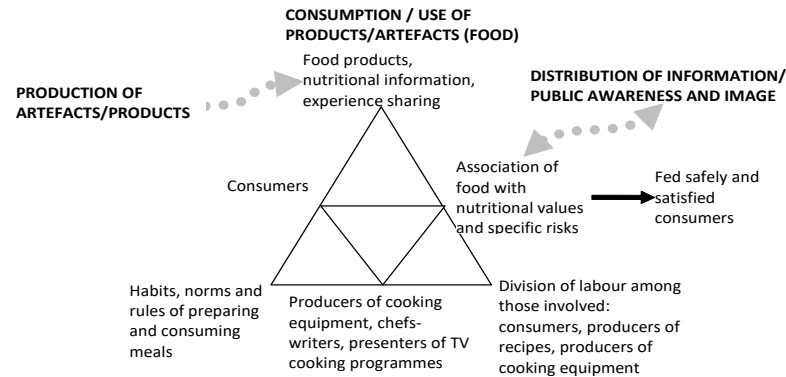 CONSUMPTION / USE OF
PRODUCTS/ARTEFACTS (FOOD)
Food products,
nutritional information,
experience sharing
PRODUCTION OF
ARTEFACTS/PRODUCTS
DISTRIBUTION OF INFORMATION/
PUBLIC AWARENESS AND IMAGE
Consumers
Association of
food with
nutritional values
and specific risks
Fed safely and
satisfied
consumers
Habits, norms and
rules of preparing
and consuming
meals
Producers of cooking
equipment, chefs-
writers, presenters of TV
cooking programmes
Division of labour among
those involved:
consumers, producers of
recipes, producers of
cooking equipment